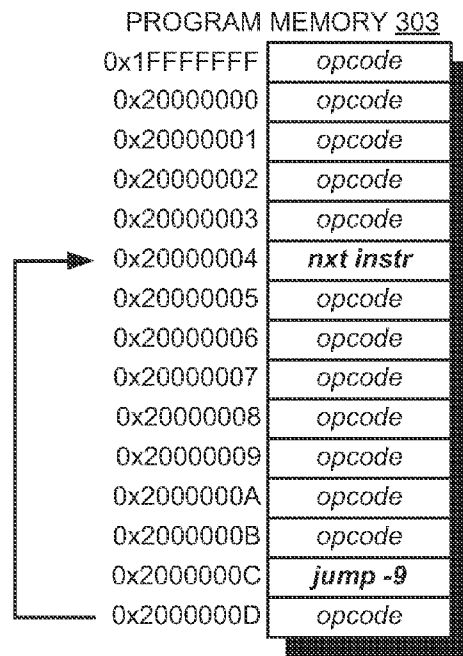 PROGRAM MEMORY 303
0x1FFFFFFF opcode
0x20000000 opcode
0x20000001 opcode
0x20000002 opcode
0x20000003 opcode
0x20000004 nxt instr
0x20000005 opcode
0x20000006 opcode
0x20000007 opcode
0x20000008 opcode
0x20000009 opcode
0x2000000A opcode
0x2000000B opcode
0x2000000C jump -9
0x2000000D opcode